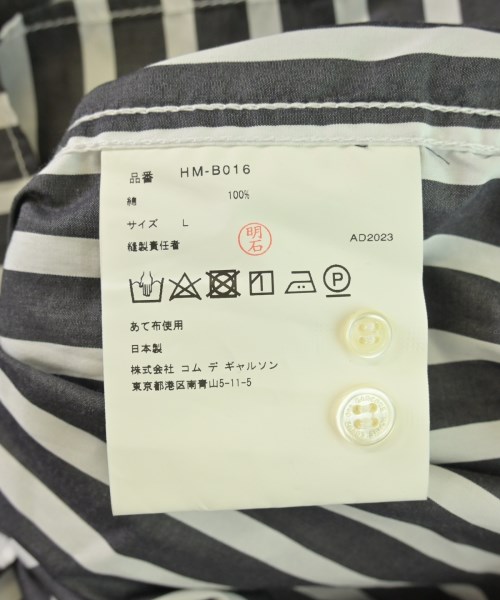 品番 HM-B016
綿 100%
サイズ L
縫製責任者 明石 AD2023
P
あて布使用
日本製
株式会社 コム デ ギャルソン
東京都港区南青山5-11-5